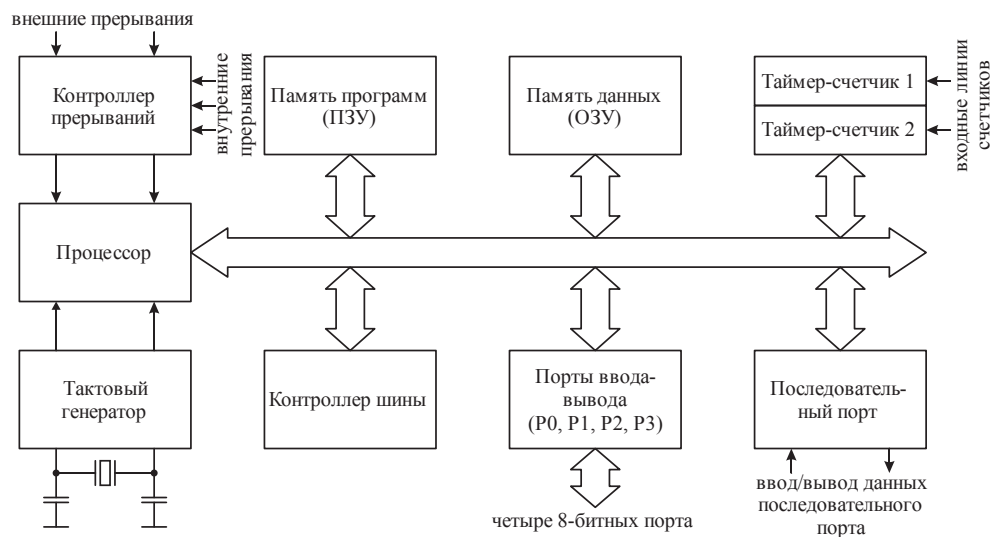 внешние прерывания
Контроллер
прерываний
внутренние
прерывания
Память программ
(ПЗУ)
Память данных
(ОЗУ)
Таймер-счетчик 1
Таймер-счетчик 2
входные линии
счетчиков
Процессор
Тактовый
генератор
Контроллер шины
Порты ввода-
вывода
(P0, P1, P2, P3)
Последователь-
ный порт
четыре 8-битных порта
ввод/вывод данных
последовательного
порта